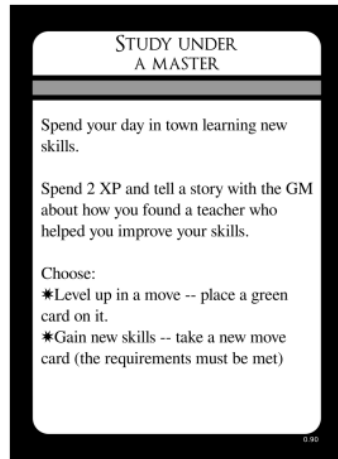 STUDY UNDER
A MASTER
Spend your day in town learning new
skills.
Spend 2 XP and tell a story with the GM
about how you found a teacher who
helped you improve your skills.
Choose:
✷Level up in a move -- place a green
card on it.
✷Gain new skills -- take a new move
card (the requirements must be met)
0.90